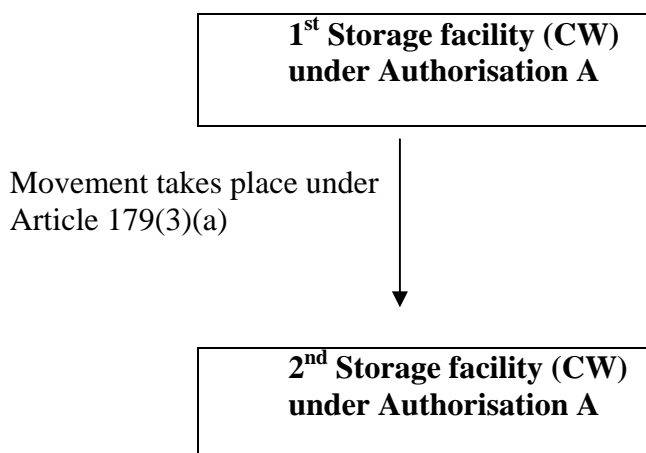 1st Storage facility (CW)
under Authorisation A
Movement takes place under
Article 179(3)(a)
2nd Storage facility (CW)
under Authorisation A